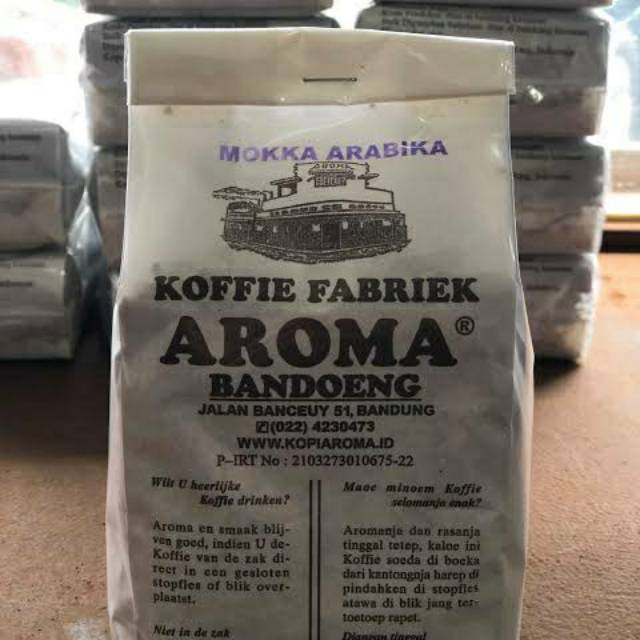 MOKKA ARABIKA
AROMA
KOFFIE FABRIEK
AROMA®
BANDOENG
JALAN BANCEUY 51, BANDUNG
✆(022) 4230473
WWW.KOPIAROMA.ID
P-IRT No : 2103273010675-22
Wilt U heerlijke
Koffie drinken?
Aroma en smaak blij-
ven goed, indien U de
Koffie van de zak di-
rect in een gesloten
stopfles of blik over-
plaatst.
Niet in de zak
Maoe minoem Koffie
selomanja enak?
Aromanja dan rasanja
tinggal tetep, kaloe ini
Koffie soeda di boeka
dari kantongnja harep di
pindahken di stopfles
atawa di blik jang ter-
toetoep rapet.
Djangan tinggal